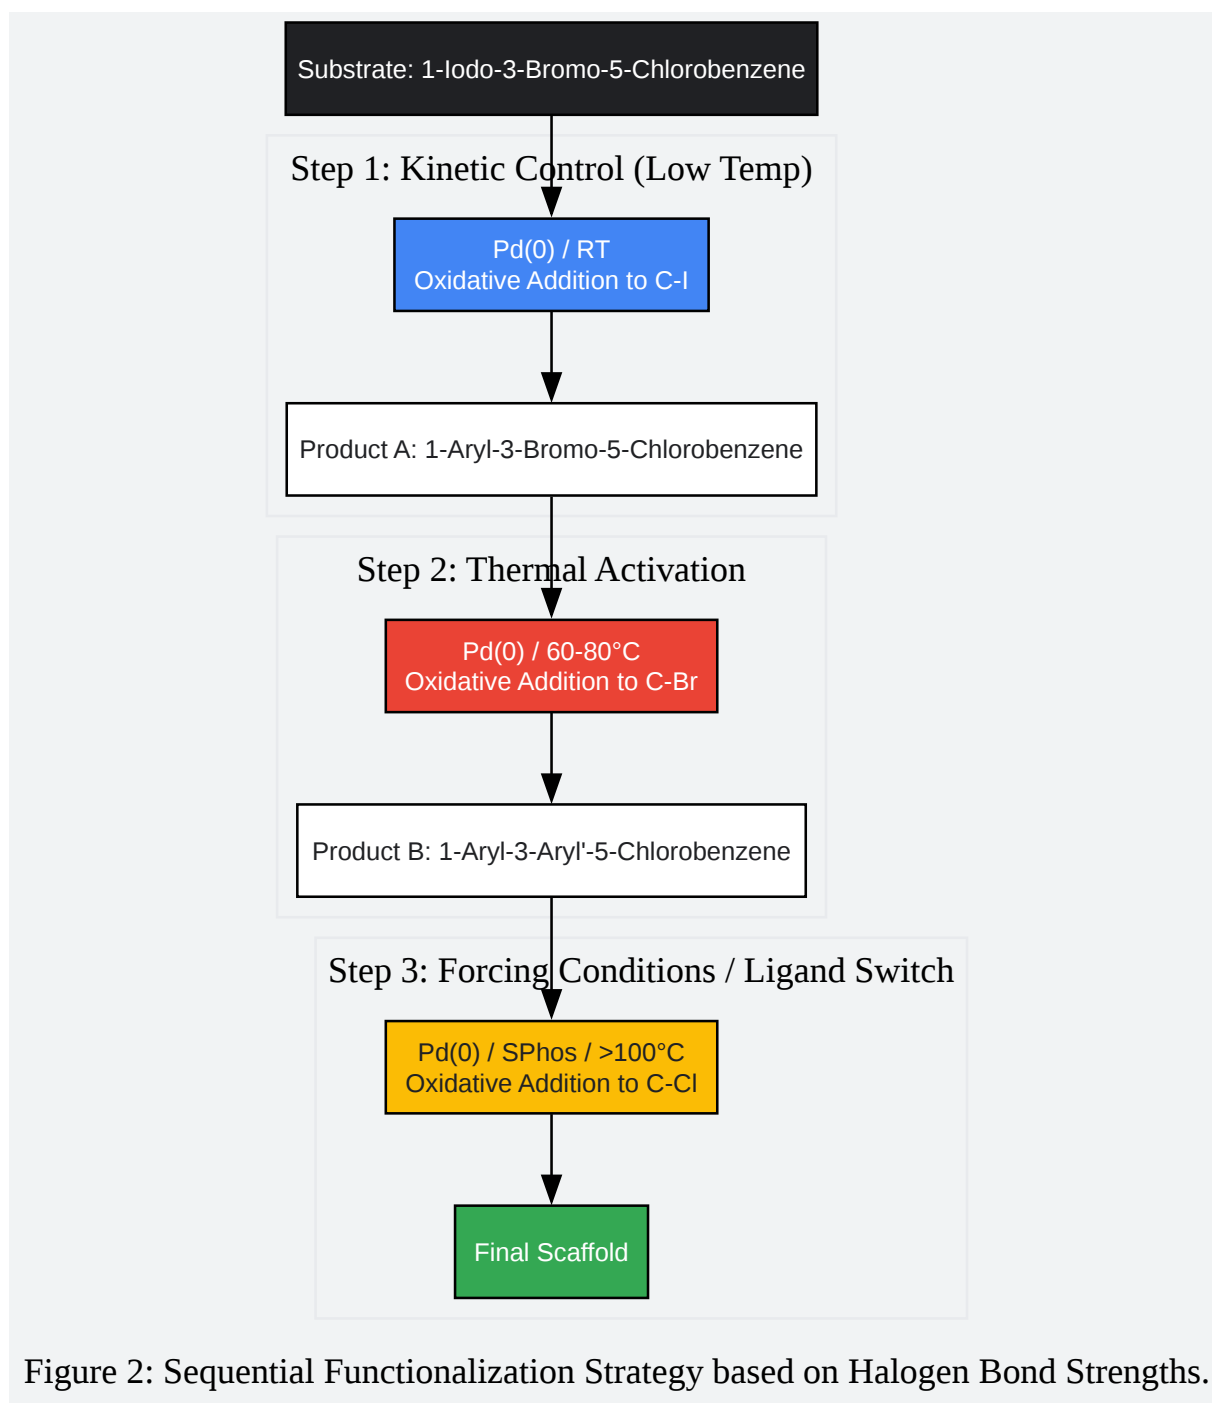 Substrate: 1-Iodo-3-Bromo-5-Chlorobenzene
Step 1: Kinetic Control (Low Temp)
Pd(0) / RT
Oxidative Addition to C-I
Product A: 1-Aryl-3-Bromo-5-Chlorobenzene
Step 2: Thermal Activation
Pd(0) / 60-80°C
Oxidative Addition to C-Br
Product B: 1-Aryl-3-Aryl'-5-Chlorobenzene
Step 3: Forcing Conditions / Ligand Switch
Pd(0) / SPhos / >100°C
Oxidative Addition to C-Cl
Final Scaffold
Figure 2: Sequential Functionalization Strategy based on Halogen Bond Strengths.